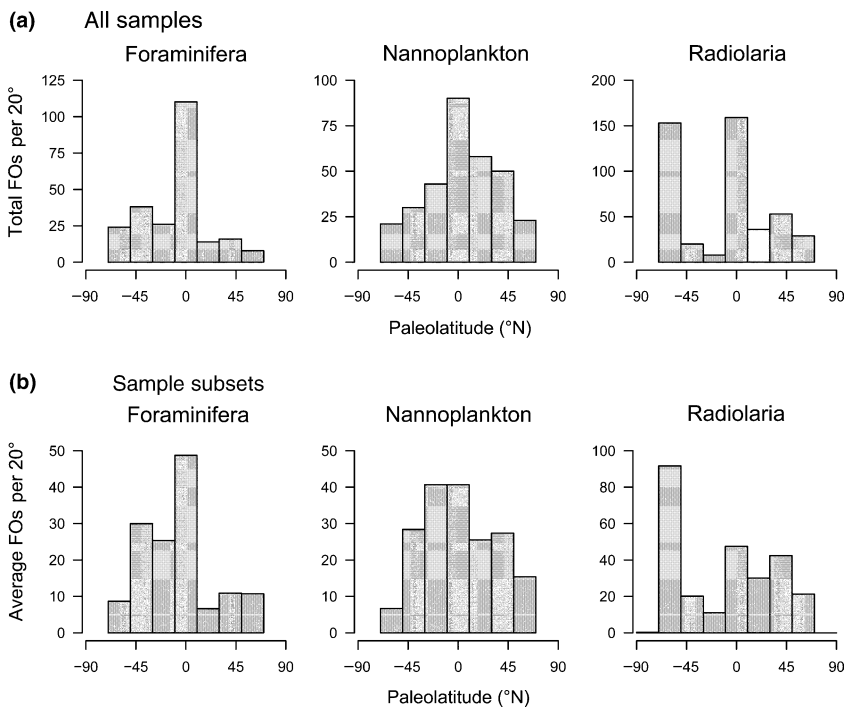 (a) All samples
Foraminifera Nannoplankton Radiolaria
Total FOs per 20°
125
100
75
50
25
0
100
75
50
25
0
200
150
100
50
0
−90 −45 0 45 90
−90 −45 0 45 90
−90 −45 0 45 90
Paleolatitude (°N)
(b) Sample subsets
Foraminifera Nannoplankton Radiolaria
Average FOs per 20°
50
40
30
20
10
0
50
40
30
20
10
0
100
80
60
40
20
0
−90 −45 0 45 90
−90 −45 0 45 90
−90 −45 0 45 90
Paleolatitude (°N)